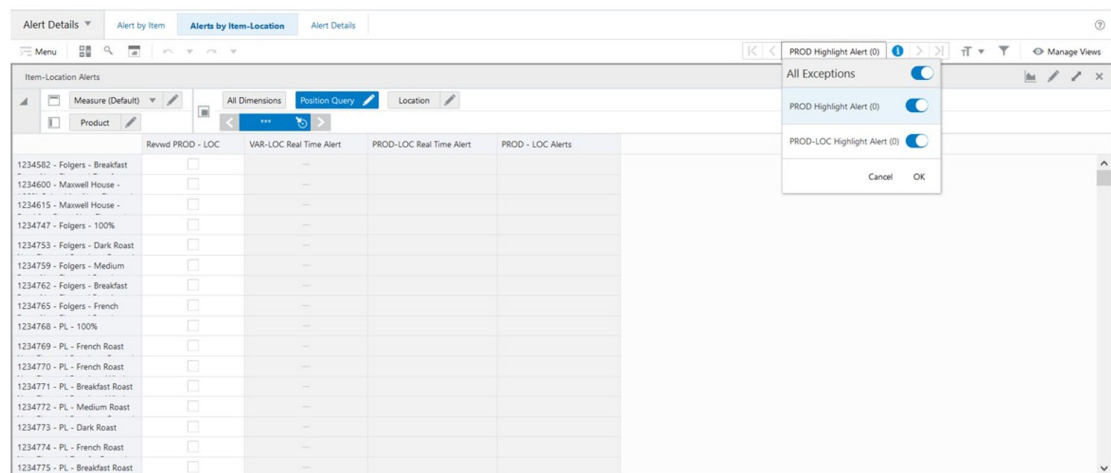 Alert Details
Alert by Item
Alerts by Item-Location
Alert Details
Menu
PROD Highlight Alert (0)
Manage Views
All Exceptions
PROD Highlight Alert (0)
PROD-LOC Highlight Alert (0)
Cancel OK
Item-Location Alerts
Measure (Default)
All Dimensions
Position Query
Location
Product
Revwd PROD - LOC VAR-LOC Real Time Alert PROD-LOC Real Time Alert PROD - LOC Alerts
1234582 - Folgers - Breakfast
1234600 - Maxwell House -
1234615 - Maxwell House -
1234747 - Folgers - 100%
1234753 - Folgers - Dark Roast
1234759 - Folgers - Medium
1234762 - Folgers - Breakfast
1234765 - Folgers - French
1234768 - PL - 100%
1234769 - PL - French Roast
1234770 - PL - French Roast
1234771 - PL - Breakfast Roast
1234772 - PL - Medium Roast
1234773 - PL - Dark Roast
1234774 - PL - French Roast
1234775 - PL - Breakfast Roast